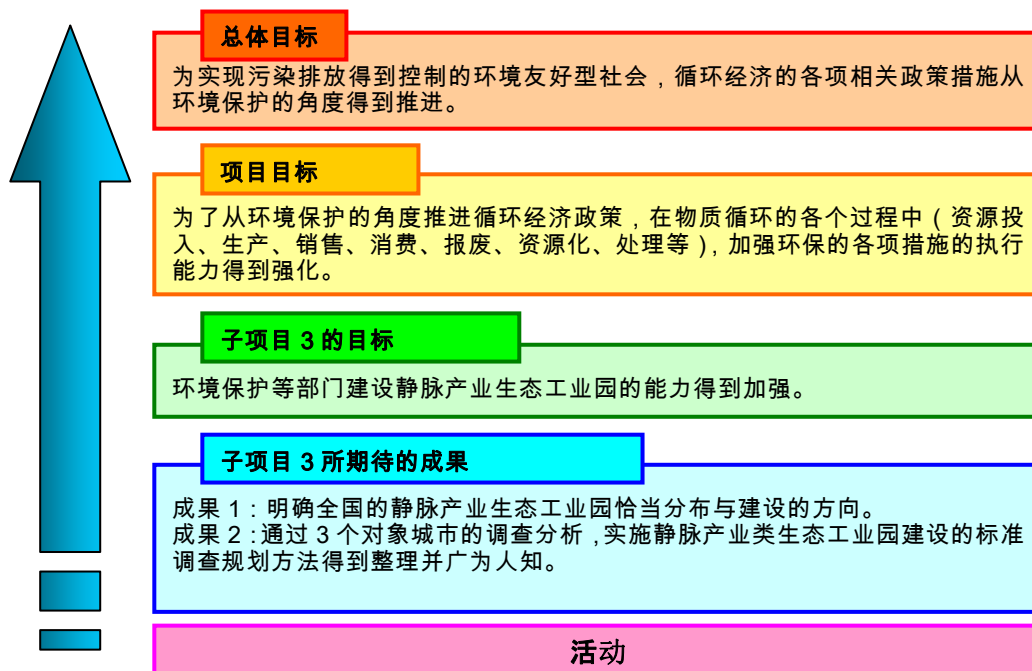 总体目标
为实现污染排放得到控制的环境友好型社会，循环经济的各项相关政策措施从
环境保护的角度得到推进。
项目目标
为了从环境保护的角度推进循环经济政策，在物质循环的各个过程中（资源投
入、生产、销售、消费、报废、资源化、处理等），加强环保的各项措施的执行
能力得到强化。
子项目 3 的目标
环境保护等部门建设静脉产业生态工业园的能力得到加强。
子项目 3 所期待的成果
成果 1：明确全国的静脉产业生态工业园恰当分布与建设的方向。
成果 2：通过 3 个对象城市的调查分析，实施静脉产业类生态工业园建设的标准
调查规划方法得到整理并广为人知。
活动